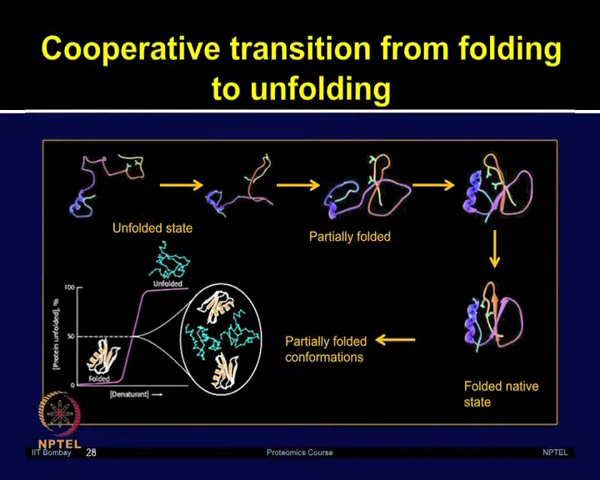 Cooperative transition from folding
to unfolding
Unfolded state
Partially folded
Unfolded
100
[Protein unfolded], %
50
Partially folded
conformations
Folded
0
[Denaturant]
Folded native
state
NPTEL
IIT Bombay
28
Proteomics Course
NPTEL